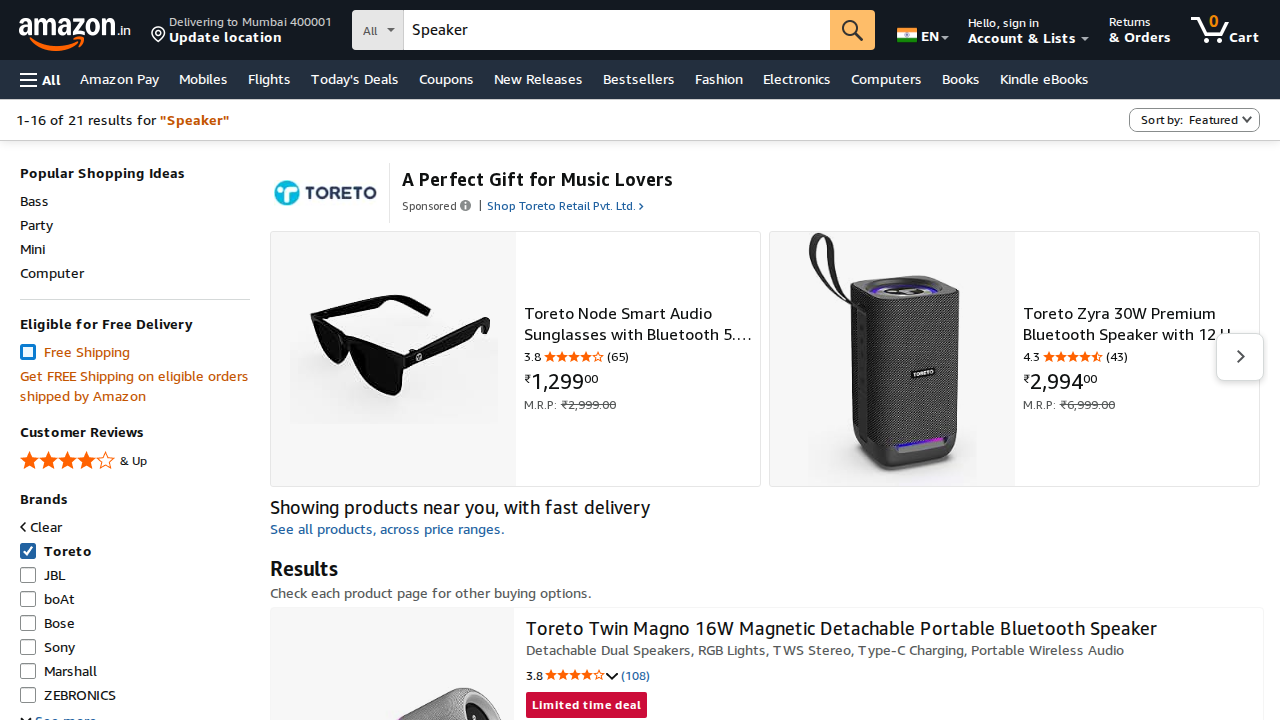 amazon.in
Delivering to Mumbai 400001
Update location
All
Speaker
EN
Hello, sign in
Account & Lists
Returns
& Orders
0
Cart
All
Amazon Pay
Mobiles
Flights
Today's Deals
Coupons
New Releases
Bestsellers
Fashion
Electronics
Computers
Books
Kindle eBooks
1-16 of 21 results for "Speaker"
Sort by: Featured
Popular Shopping Ideas
Bass
Party
Mini
Computer
Eligible for Free Delivery
Free Shipping
Get FREE Shipping on eligible orders
shipped by Amazon
Customer Reviews
& Up
Brands
Clear
Toreto
JBL
boAt
Bose
Sony
Marshall
ZEBRONICS
TORETO
A Perfect Gift for Music Lovers
Sponsored | Shop Toreto Retail Pvt. Ltd.
Toreto Node Smart Audio
Sunglasses with Bluetooth 5.…
3.8 (65)
₹1,29900
M.R.P: ₹2,999.00
TORETO
Toreto Zyra 30W Premium
Bluetooth Speaker with 12
4.3 (43)
₹2,99400
M.R.P: ₹6,999.00
Showing products near you, with fast delivery
See all products, across price ranges.
Results
Check each product page for other buying options.
Toreto Twin Magno 16W Magnetic Detachable Portable Bluetooth Speaker
Detachable Dual Speakers, RGB Lights, TWS Stereo, Type-C Charging, Portable Wireless Audio
3.8 (108)
Limited time deal